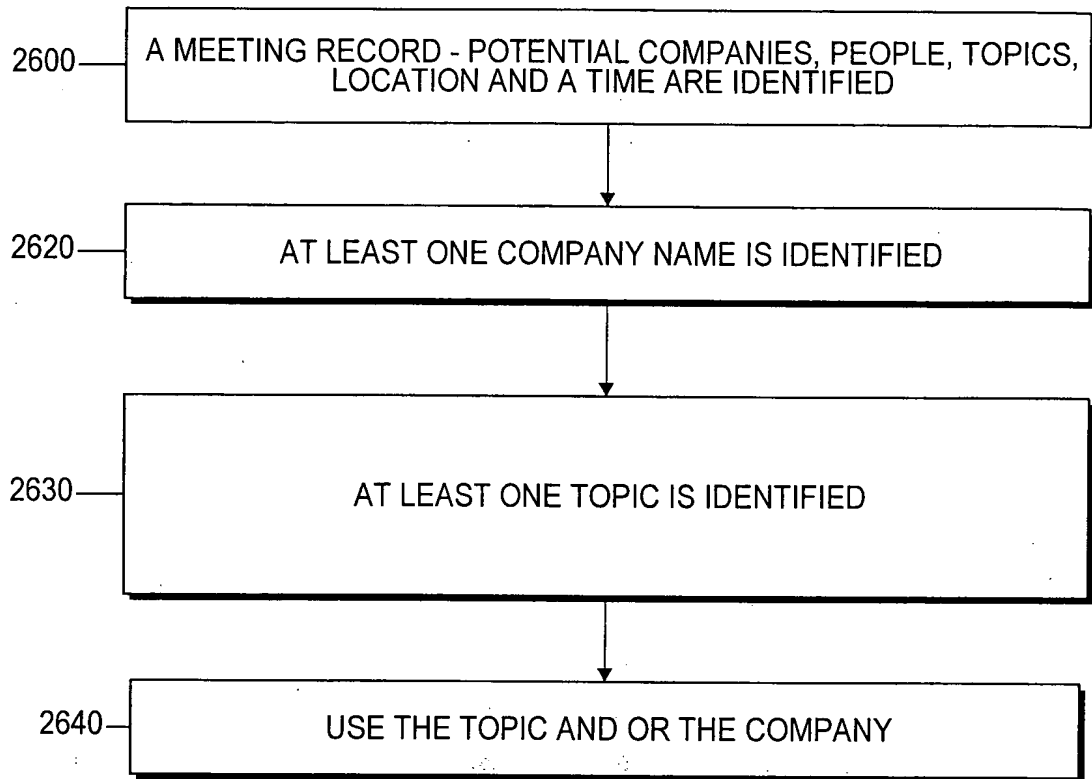 2600
A MEETING RECORD - POTENTIAL COMPANIES, PEOPLE, TOPICS,
LOCATION AND A TIME ARE IDENTIFIED
2620
AT LEAST ONE COMPANY NAME IS IDENTIFIED
2630
AT LEAST ONE TOPIC IS IDENTIFIED
2640
USE THE TOPIC AND OR THE COMPANY